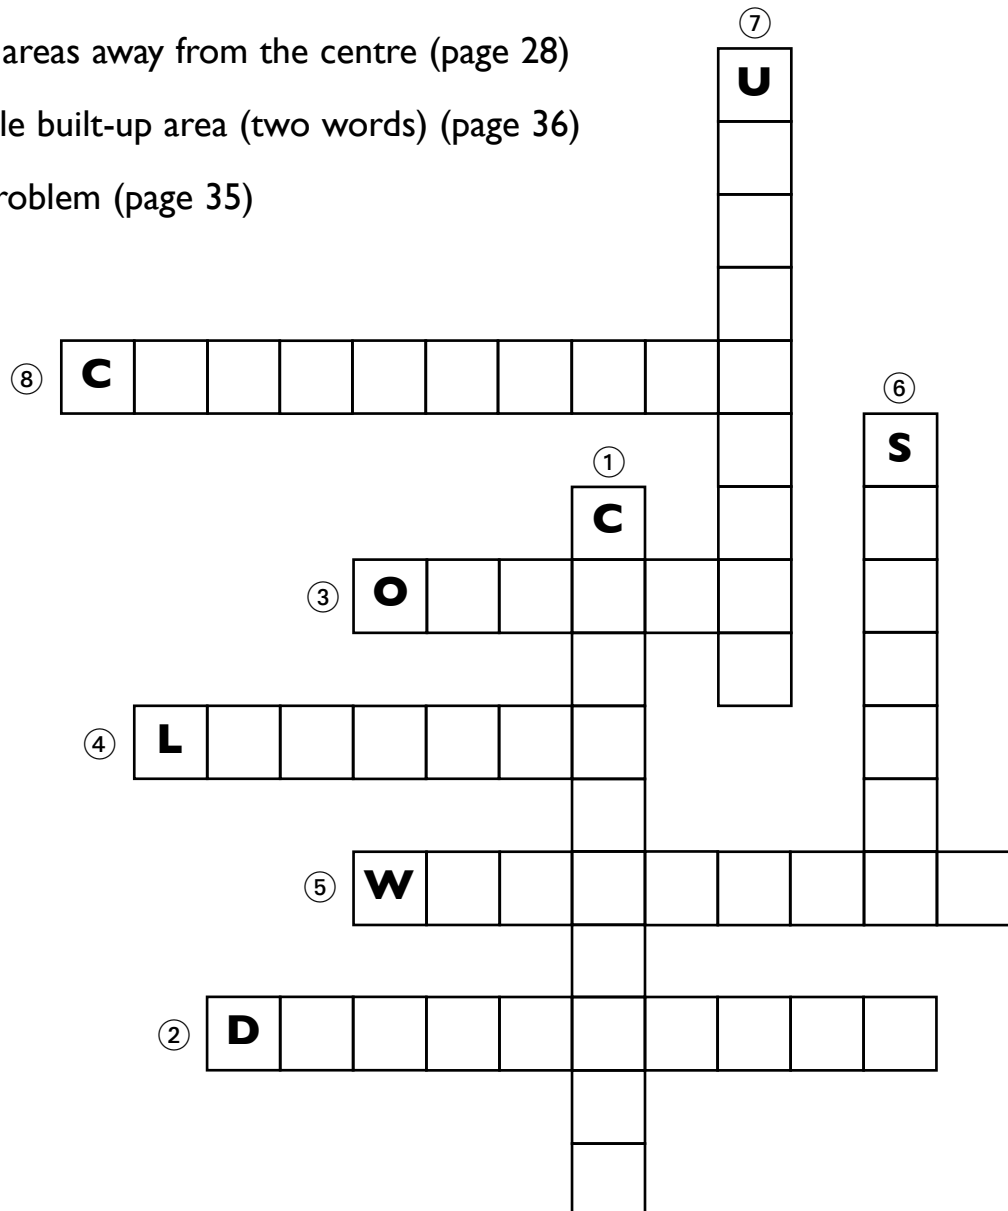 areas away from the centre (page 28)
le built-up area (two words) (page 36)
roblem (page 35)
7
U
8 C
6
S
1
C
3 O
4 L
5 W
2 D